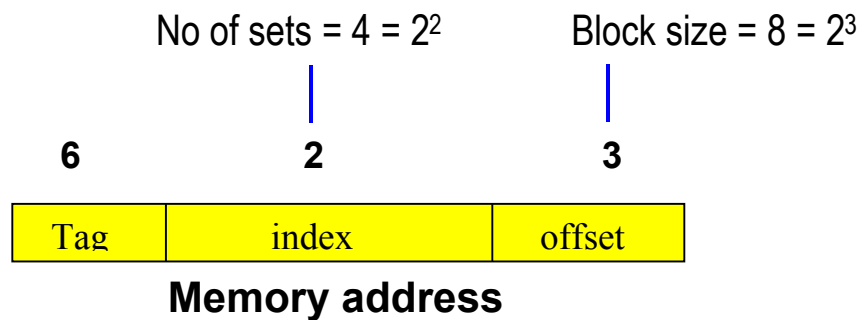 No of sets = 4 = 2² Block size = 8 = 2³
6 2 3
Tag index offset
Memory address